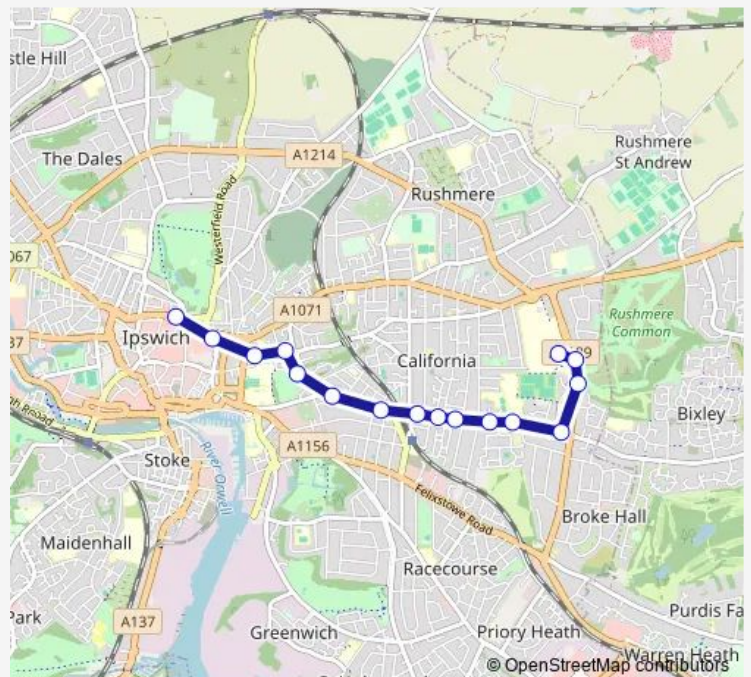 stle Hill
The Dales
A1214
Rushmere
St Andrew
Rushmere
Westerfield Road
067
A1071
Rushmere
Common
37
Ipswich
California
89
Bixley
Road
Stoke
River Orwell
A1156
Felixstowe Road
Broke Hall
Maidenhall
Racecourse
Park
A137
Greenwich
Priory Heath
Purdis Fa
Warren Heath
© OpenStreetMap contributors